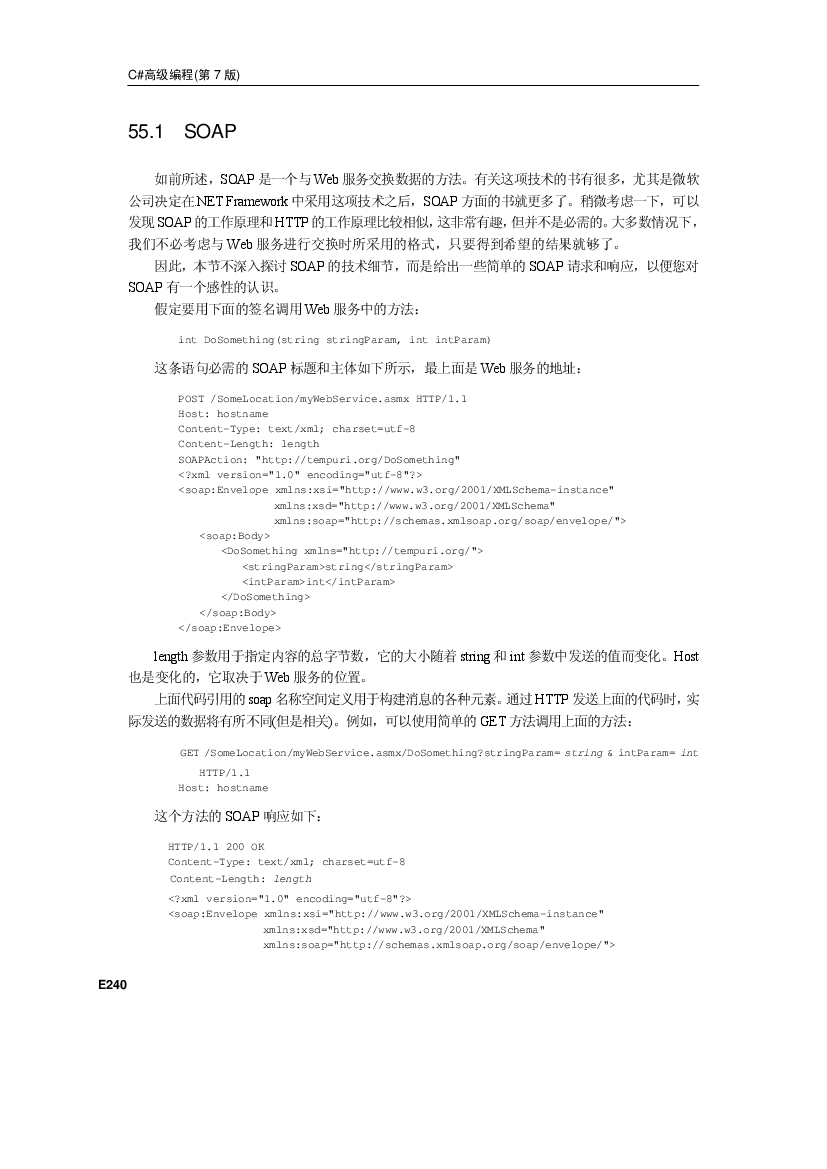 C#高级编程(第 7 版)
55.1 SOAP
如前所述，SOAP 是一个与 Web 服务交换数据的方法。有关这项技术的书有很多，尤其是微软
公司决定在.NET Framework 中采用这项技术之后，SOAP 方面的书就更多了。稍微考虑一下，可以
发现 SOAP 的工作原理和 HTTP 的工作原理比较相似，这非常有趣，但并不是必需的。大多数情况下，
我们不必考虑与 Web 服务进行交换时所采用的格式，只要得到希望的结果就够了。
因此，本节不深入探讨 SOAP 的技术细节，而是给出一些简单的 SOAP 请求和响应，以便您对
SOAP 有一个感性的认识。
假定要用下面的签名调用 Web 服务中的方法：
int DoSomething(string stringParam, int intParam)
这条语句必需的 SOAP 标题和主体如下所示，最上面是 Web 服务的地址：
POST /SomeLocation/myWebService.asmx HTTP/1.1
Host: hostname
Content-Type: text/xml; charset=utf-8
Content-Length: length
SOAPAction: "http://tempuri.org/DoSomething"
<?xml version="1.0" encoding="utf-8"?>
<soap:Envelope xmlns:xsi="http://www.w3.org/2001/XMLSchema-instance"
xmlns:xsd="http://www.w3.org/2001/XMLSchema"
xmlns:soap="http://schemas.xmlsoap.org/soap/envelope/">
<soap:Body>
<DoSomething xmlns="http://tempuri.org/">
<stringParam>string</stringParam>
<intParam>int</intParam>
</DoSomething>
</soap:Body>
</soap:Envelope>
length 参数用于指定内容的总字节数，它的大小随着 string 和 int 参数中发送的值而变化。Host
也是变化的，它取决于 Web 服务的位置。
上面代码引用的 soap 名称空间定义用于构建消息的各种元素。通过 HTTP 发送上面的代码时，实
际发送的数据将有所不同(但是相关)。例如，可以使用简单的 GET 方法调用上面的方法：
GET /SomeLocation/myWebService.asmx/DoSomething?stringParam= string & intParam= int
HTTP/1.1
Host: hostname
这个方法的 SOAP 响应如下：
HTTP/1.1 200 OK
Content-Type: text/xml; charset=utf-8
Content-Length: length
<?xml version="1.0" encoding="utf-8"?>
<soap:Envelope xmlns:xsi="http://www.w3.org/2001/XMLSchema-instance"
xmlns:xsd="http://www.w3.org/2001/XMLSchema"
xmlns:soap="http://schemas.xmlsoap.org/soap/envelope/">
E240